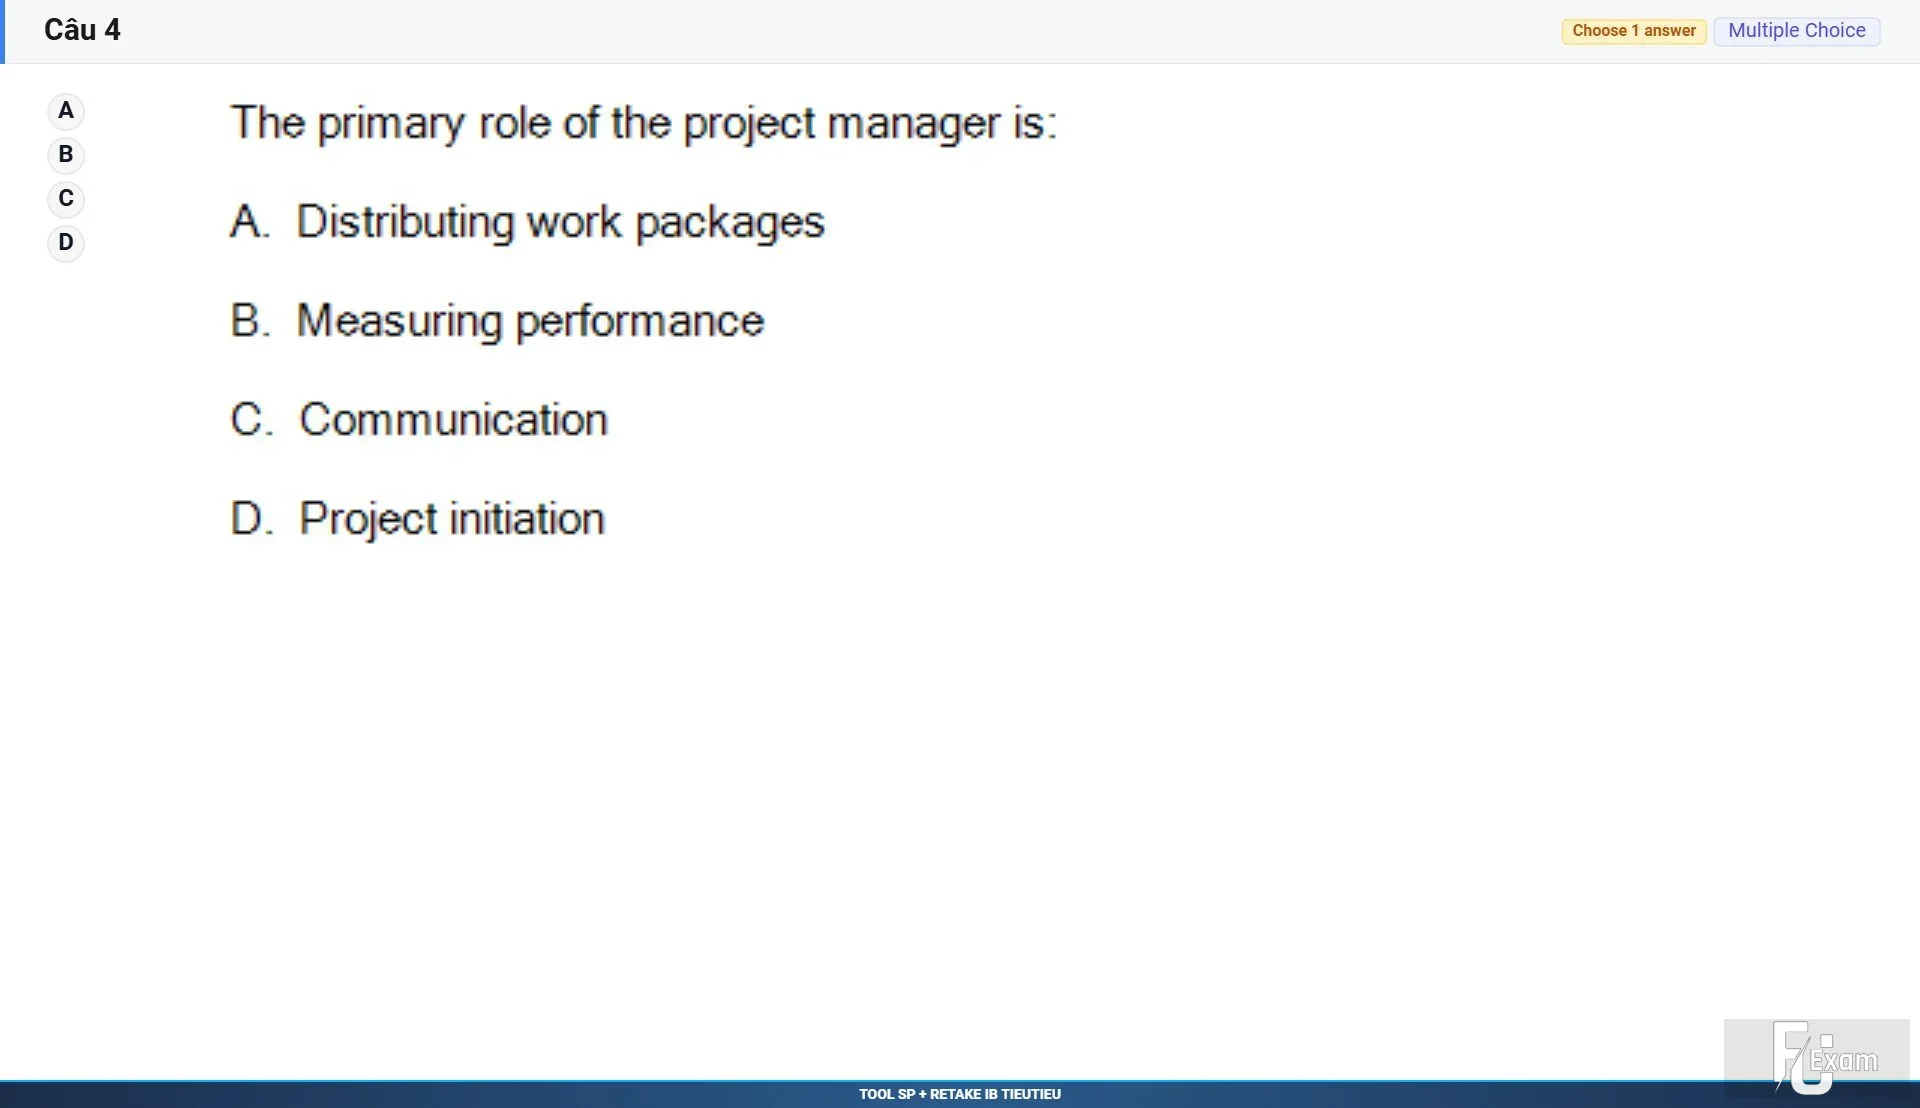 Câu 4
Choose 1 answer
Multiple Choice
A
B
C
D
The primary role of the project manager is:
A. Distributing work packages
B. Measuring performance
C. Communication
D. Project initiation
FU Exam
TOOL SP + RETAKE IB TIEUTIEU